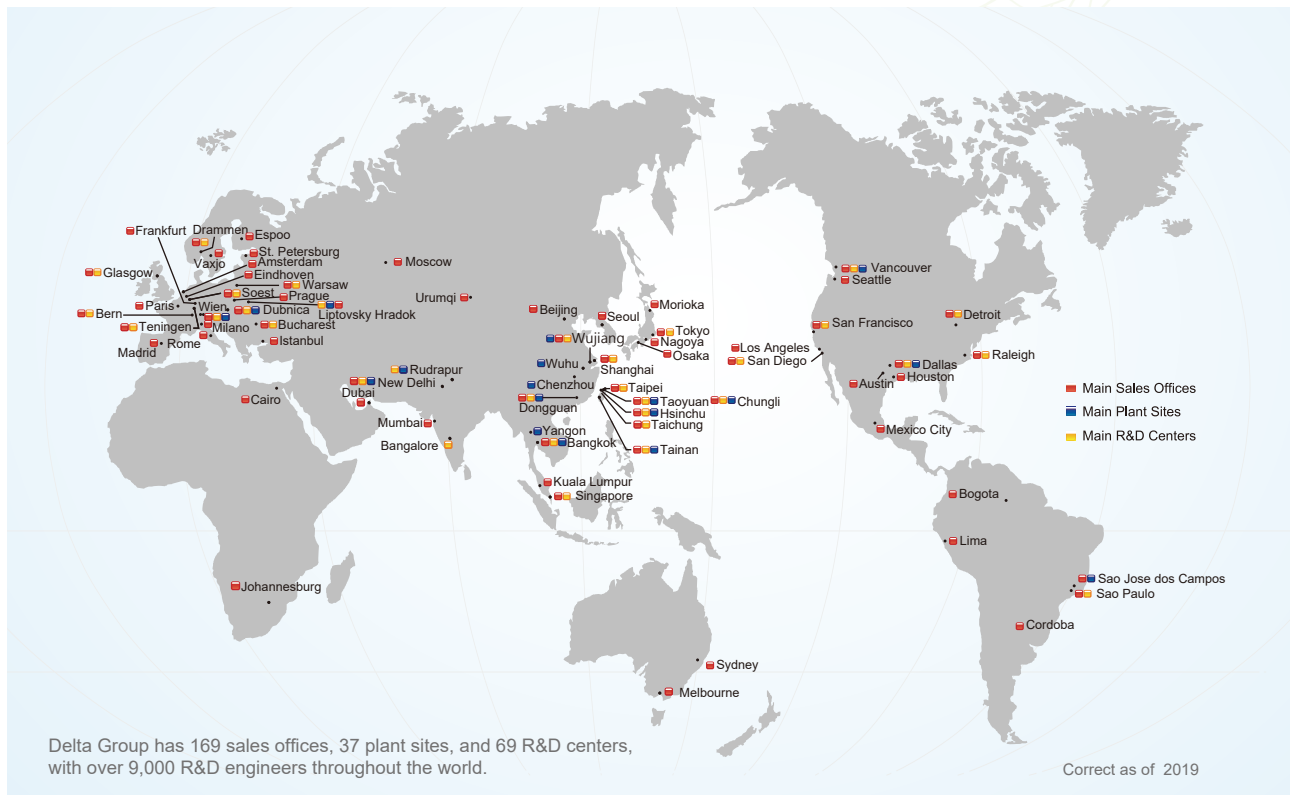 Frankfurt
Drammen
Espoo
St. Petersburg
Vaxjo
Amsterdam
Moscow
Glasgow
Eindhoven
Warsaw
Soest
Prague
Paris
Wien
Dubnica
Liptovsky Hradok
Bern
Teningen
Milano
Bucharest
Madrid
Rome
Istanbul
Urumqi
Beijing
Seoul
Morioka
Tokyo
Nagoya
Osaka
Wujiang
Shanghai
Wuhu
Rudrapur
New Delhi
Dubai
Cairo
Mumbai
Bangalore
Chenzhou
Dongguan
Taipei
Taoyuan
Chungli
Hsinchu
Taichung
Tainan
Yangon
Bangkok
Kuala Lumpur
Singapore
Johannesburg
Sydney
Melbourne
Vancouver
Seattle
San Francisco
Detroit
Los Angeles
San Diego
Raleigh
Dallas
Houston
Austin
Mexico City
Bogota
Lima
Sao Jose dos Campos
Sao Paulo
Cordoba
Main Sales Offices
Main Plant Sites
Main R&D Centers
Delta Group has 169 sales offices, 37 plant sites, and 69 R&D centers,
with over 9,000 R&D engineers throughout the world.
Correct as of 2019